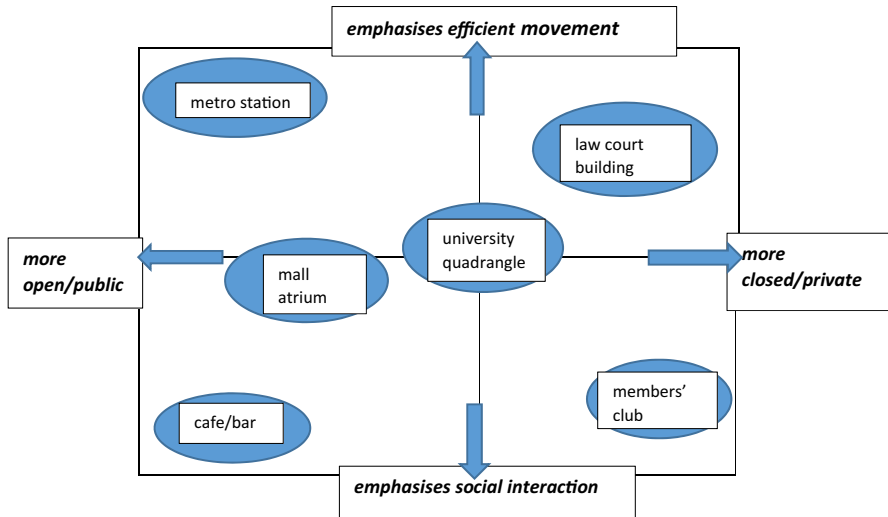 emphasises efficient movement
metro station
law court
building
university
quadrangle
more
open/public
more
closed/private
mall
atrium
members’
club
cafe/bar
emphasises social interaction